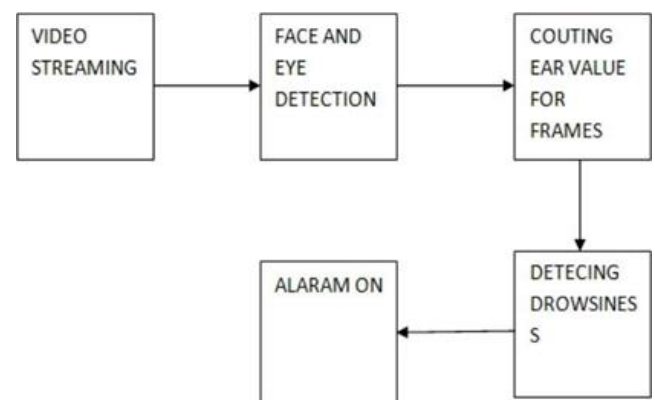 VIDEO
STREAMING
FACE AND
EYE
DETECTION
COUTING
EAR VALUE
FOR
FRAMES
DETECING
DROWSINES
S
ALARAM ON